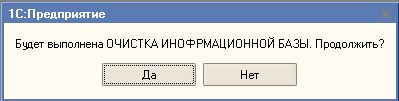 1С:Предприятие
Будет выполнена ОЧИСТКА ИНОФРМАЦИОННОЙ БАЗЫ. Продолжить?
Да
Нет